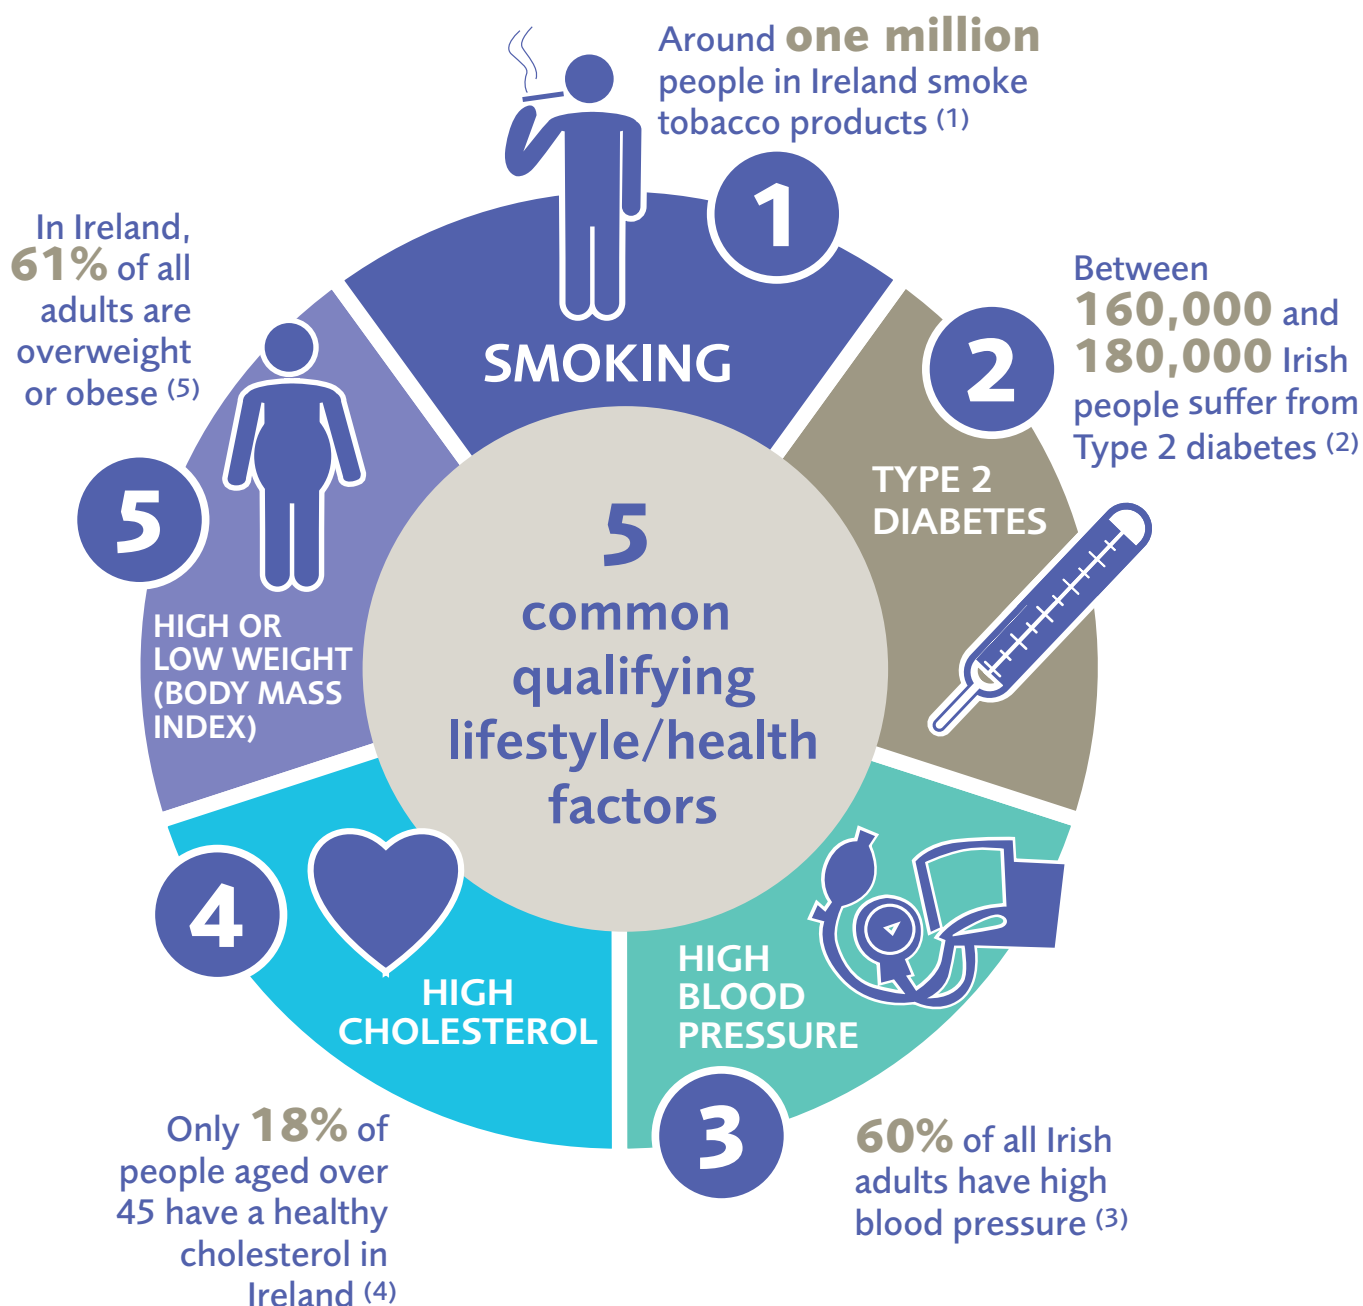 Around one million
people in Ireland smoke
tobacco products (1)
1
SMOKING
Between
160,000 and
180,000 Irish
people suffer from
Type 2 diabetes (2)
2
TYPE 2
DIABETES
60% of all Irish
adults have high
blood pressure (3)
3
HIGH
BLOOD
PRESSURE
Only 18% of
people aged over
45 have a healthy
cholesterol in
Ireland (4)
4
HIGH
CHOLESTEROL
In Ireland,
61% of all
adults are
overweight
or obese (5)
5
HIGH OR
LOW WEIGHT
(BODY MASS
INDEX)
5
common
qualifying
lifestyle/health
factors